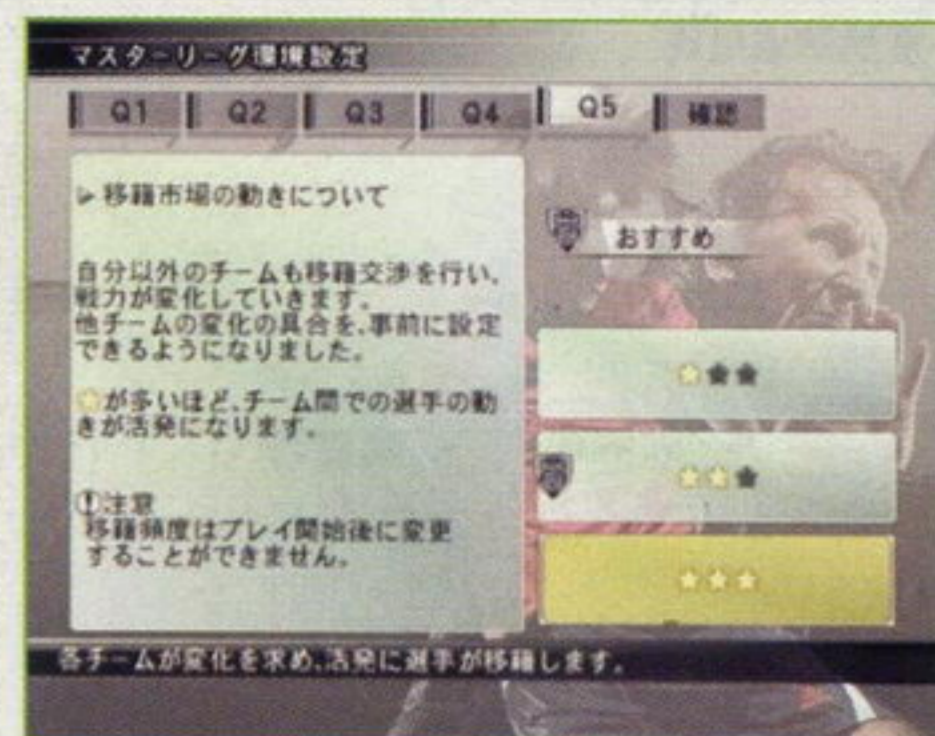 マスターリーグ環境設定
Q1 Q2 Q3 Q4 Q5 確認
▷移籍市場の動きについて
自分以外のチームも移籍交渉を行い、
戦力が変化していきます。
他チームの変化の具合を、事前に設定
できるようになりました。
★が多いほど、チーム間での選手の動
きが活発になります。
!注意
移籍頻度はプレイ開始後に変更
することができません。
おすすめ
★★★
★★★
★★★
各チームが変化を求め、活発に選手が移籍します。